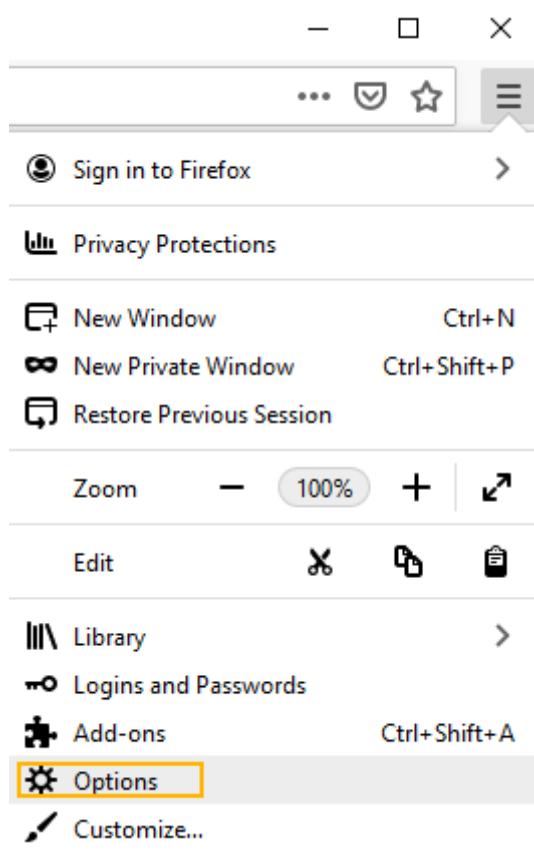 Sign in to Firefox
Privacy Protections
New Window Ctrl+N
New Private Window Ctrl+Shift+P
Restore Previous Session
Zoom 100%
Edit
Library
Logins and Passwords
Add-ons Ctrl+Shift+A
Options
Customize...